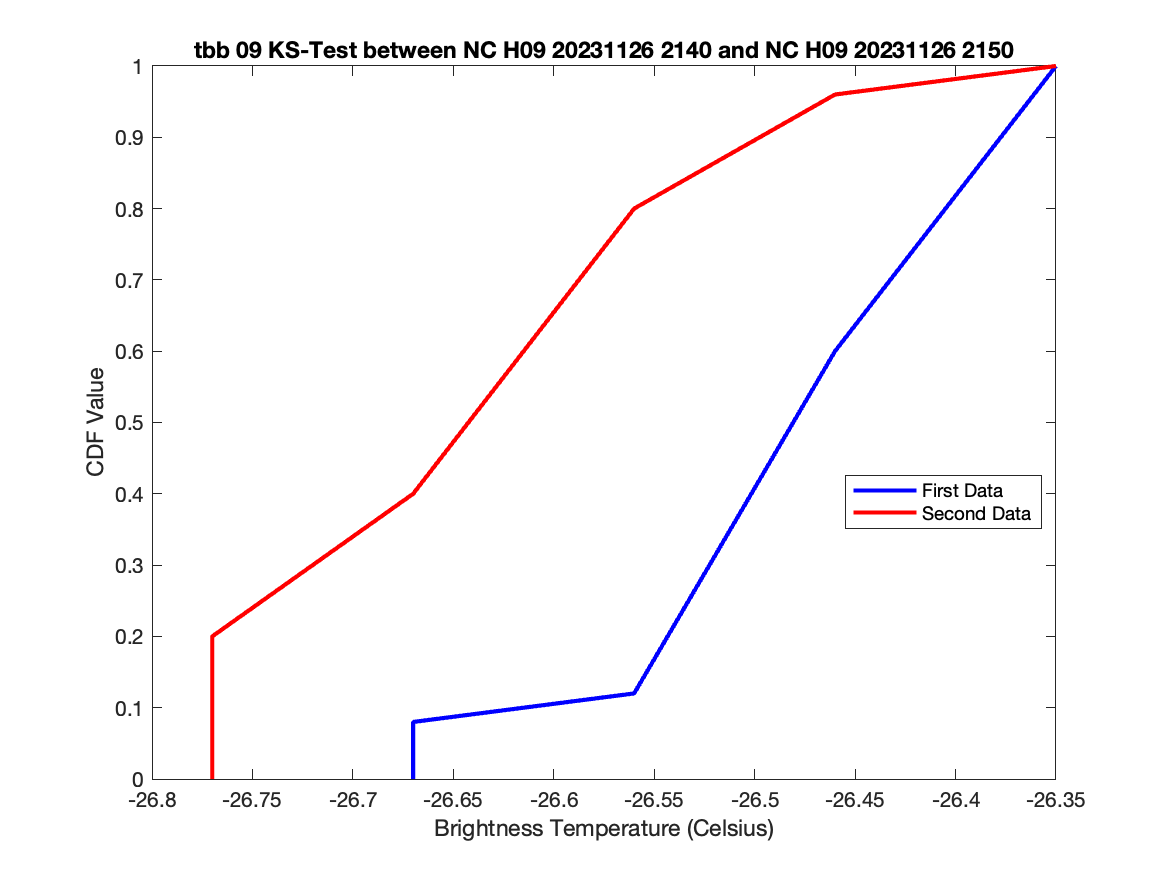 tbb 09 KS-Test between NC H09 20231126 2140 and NC H09 20231126 2150
1
0.9
0.8
0.7
0.6
0.5
0.4
0.3
0.2
0.1
0
CDF Value
First Data
Second Data
-26.8 -26.75 -26.7 -26.65 -26.6 -26.55 -26.5 -26.45 -26.4 -26.35
Brightness Temperature (Celsius)